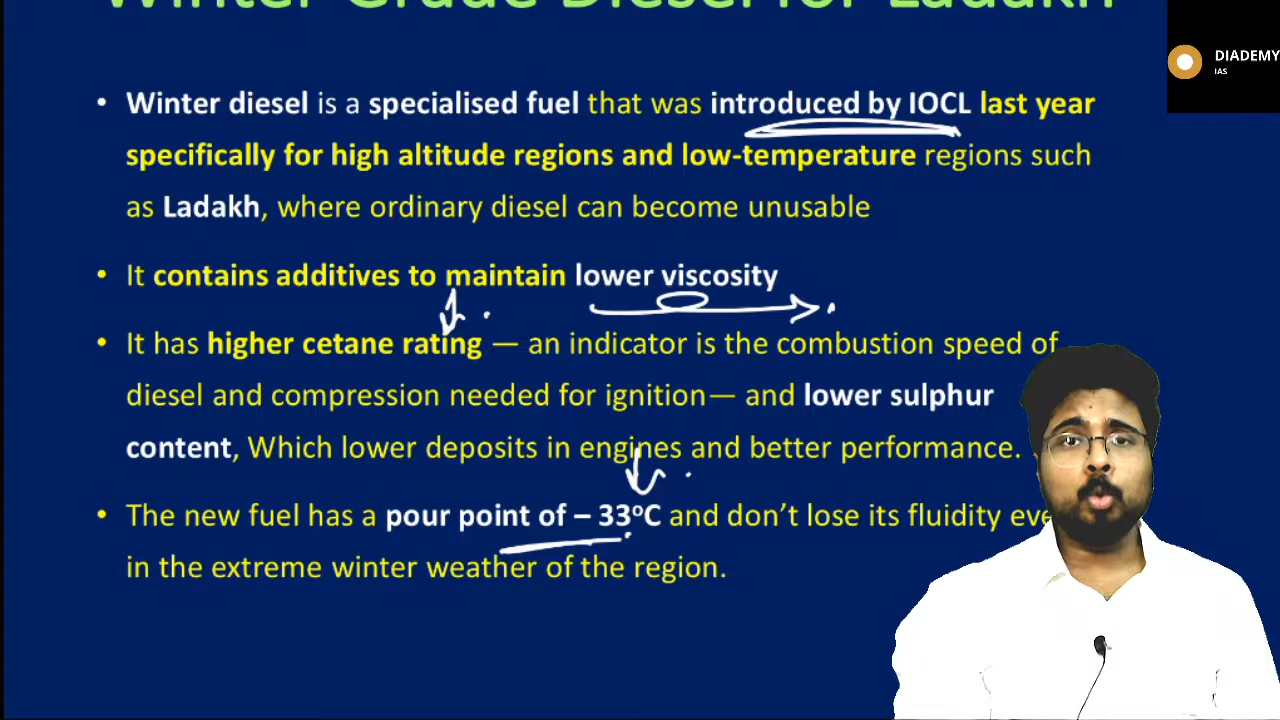 Winter Grade Diesel for Ladakh
DIADEMY
IAS
• Winter diesel is a specialised fuel that was introduced by IOCL last year
specifically for high altitude regions and low-temperature regions such
as Ladakh, where ordinary diesel can become unusable
• It contains additives to maintain lower viscosity
• It has higher cetane rating — an indicator is the combustion speed of
diesel and compression needed for ignition— and lower sulphur
content, Which lower deposits in engines and better performance.
• The new fuel has a pour point of – 33ºC and don’t lose its fluidity
in the extreme winter weather of the region.